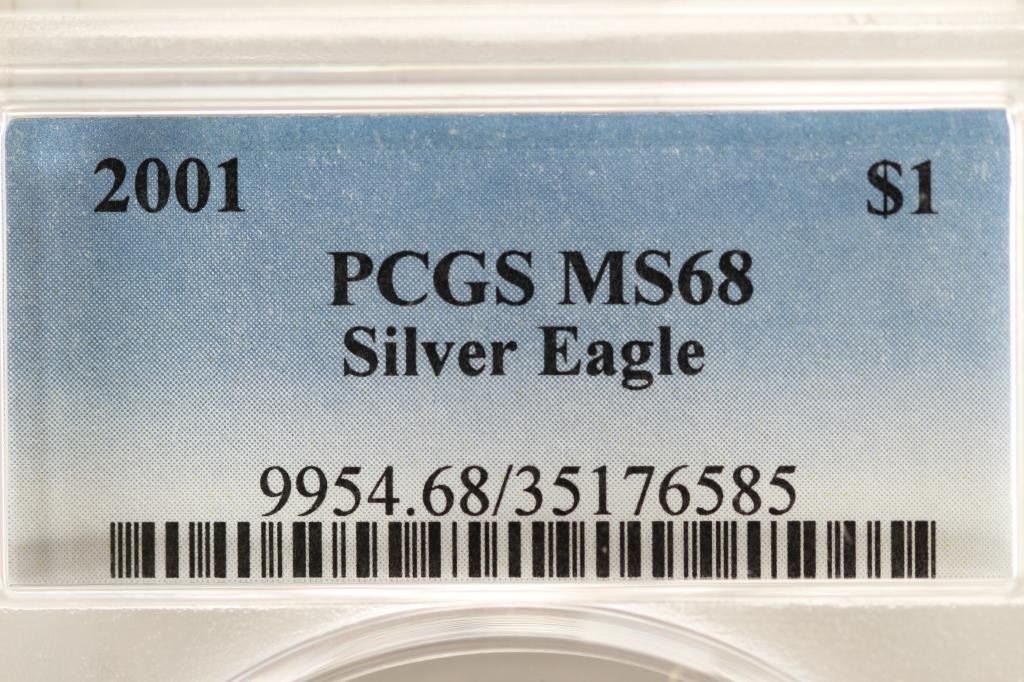 2001 $1
PCGS MS68
Silver Eagle
9954.68/35176585